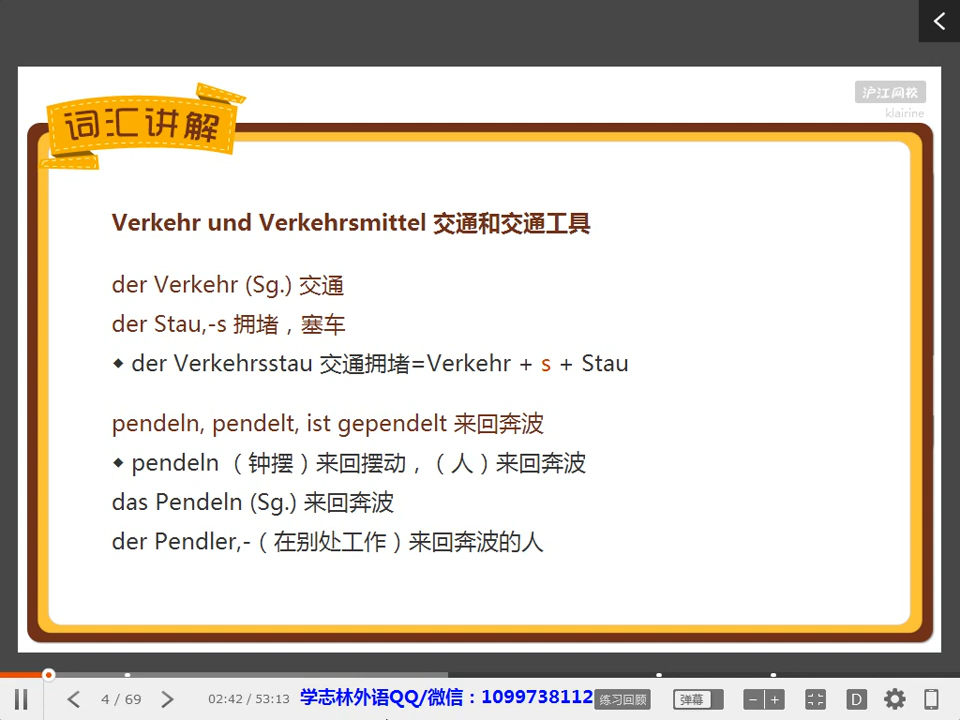 词汇讲解
沪江网校
klairine
Verkehr und Verkehrsmittel 交通和交通工具
der Verkehr (Sg.) 交通
der Stau,-s 拥堵，塞车
◆ der Verkehrsstau 交通拥堵=Verkehr + s + Stau
pendeln, pendelt, ist gependelt 来回奔波
◆ pendeln （钟摆）来回摆动，（人）来回奔波
das Pendeln (Sg.) 来回奔波
der Pendler,-（在别处工作）来回奔波的人
4 / 69 02:42 / 53:13 学志林外语QQ/微信：1099738112 练习回顾 弹幕 − + D